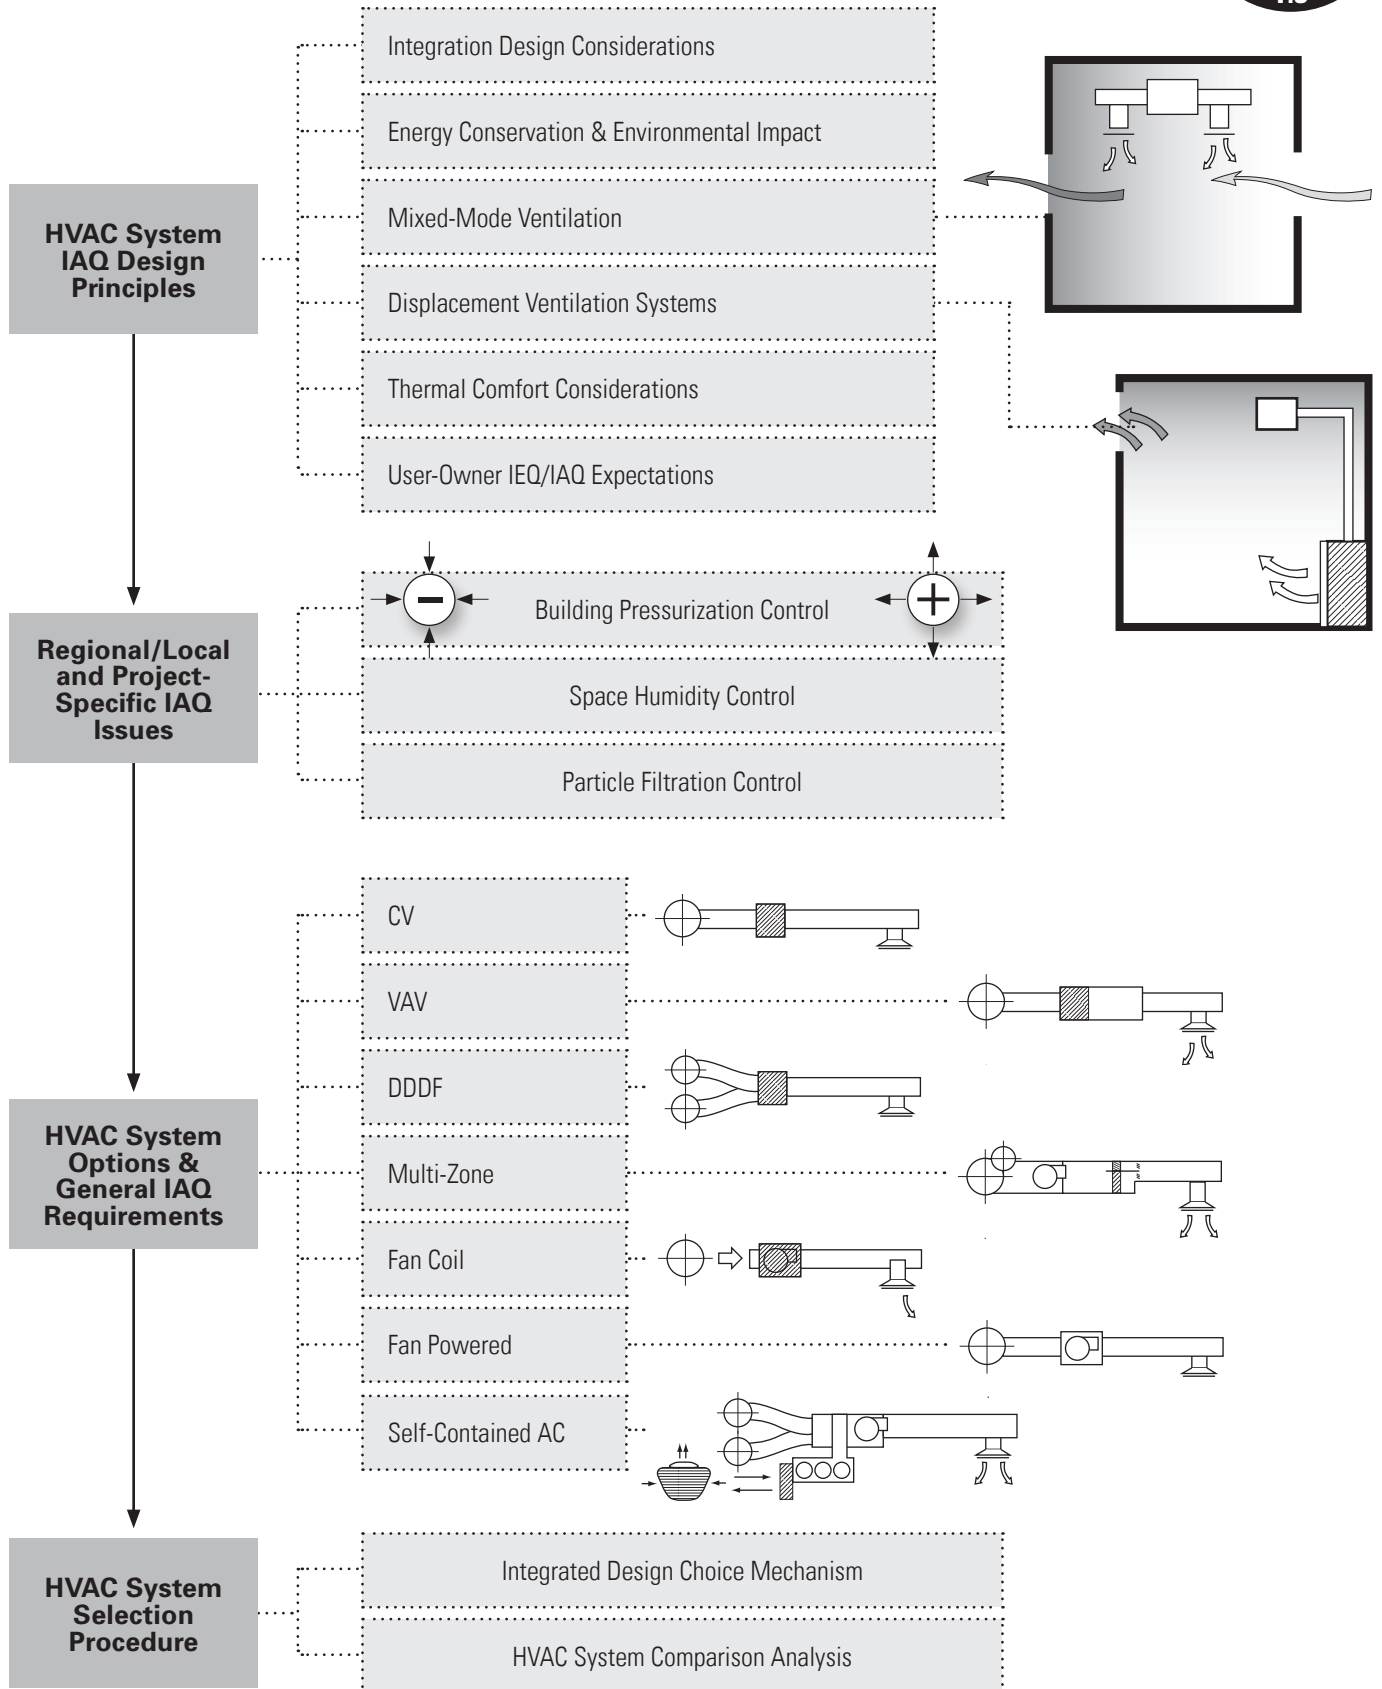 Integration Design Considerations
Energy Conservation & Environmental Impact
HVAC System
IAQ Design
Principles
Mixed-Mode Ventilation
Displacement Ventilation Systems
Thermal Comfort Considerations
User-Owner IEQ/IAQ Expectations
Regional/Local
and Project-
Specific IAQ
Issues
−
Building Pressurization Control
+
Space Humidity Control
Particle Filtration Control
HVAC System
Options &
General IAQ
Requirements
CV
VAV
DDDF
Multi-Zone
Fan Coil
Fan Powered
Self-Contained AC
HVAC System
Selection
Procedure
Integrated Design Choice Mechanism
HVAC System Comparison Analysis